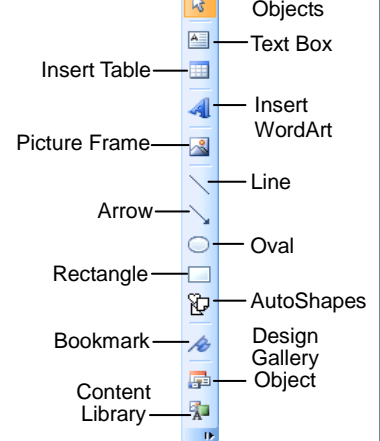 Objects
Text Box
Insert Table
Insert
WordArt
Picture Frame
Line
Arrow
Oval
Rectangle
AutoShapes
Bookmark
Design
Gallery
Object
Content
Library